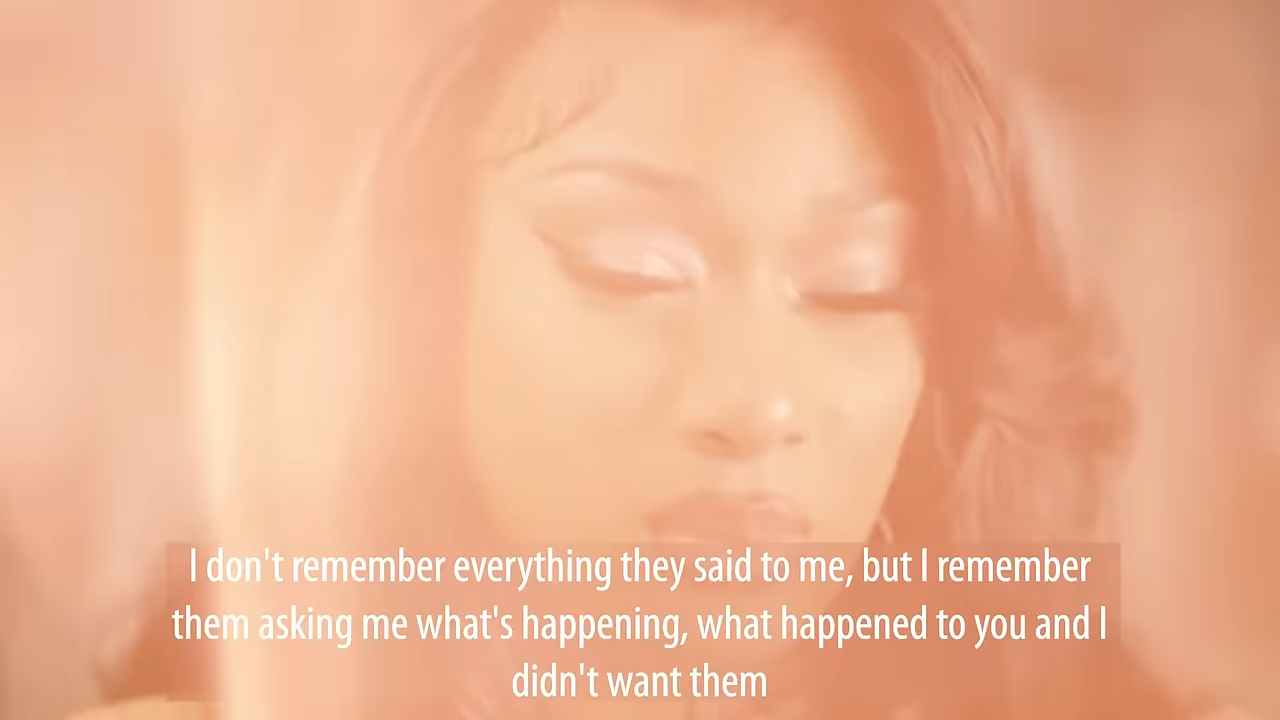 I don't remember everything they said to me, but I remember
them asking me what's happening, what happened to you and I
didn't want them